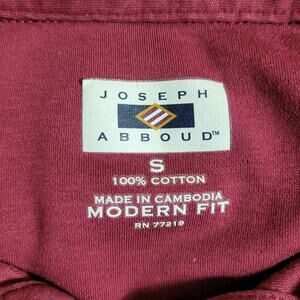 JOSEPH
ABBOUD™
S
100% COTTON
MADE IN CAMBODIA
MODERN FIT
RN 77219